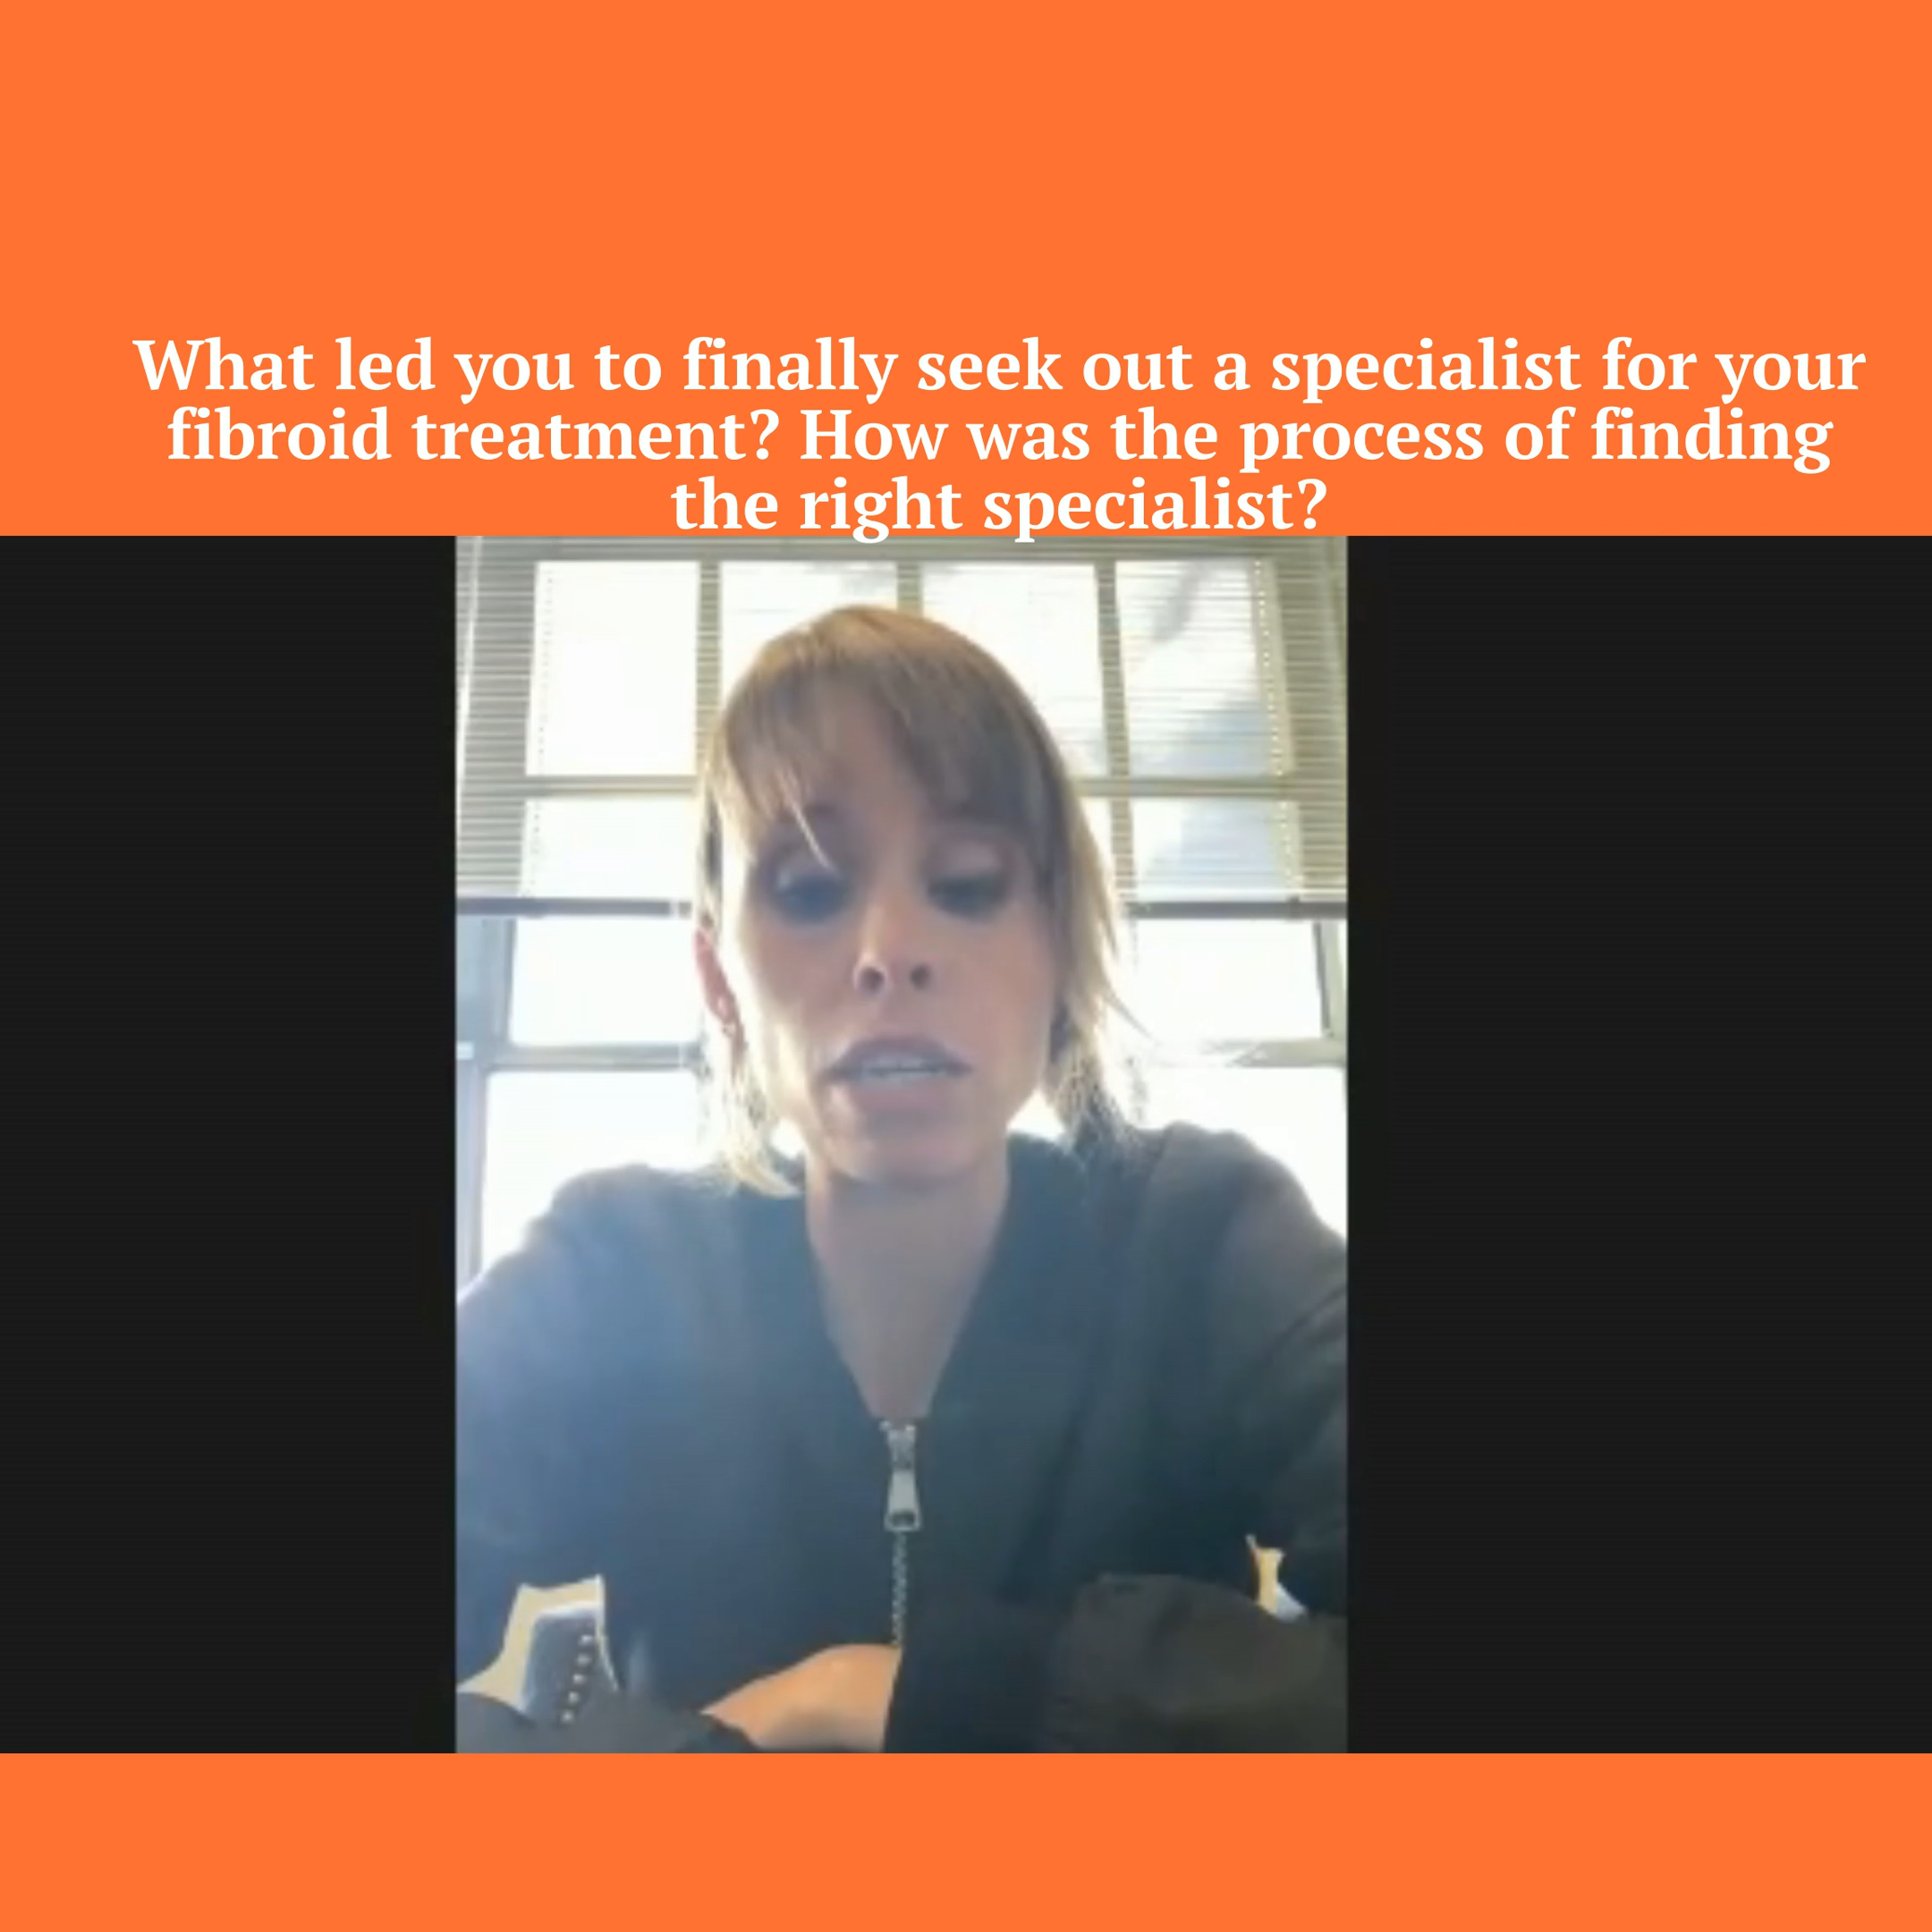 What led you to finally seek out a specialist for your
fibroid treatment? How was the process of finding
the right specialist?